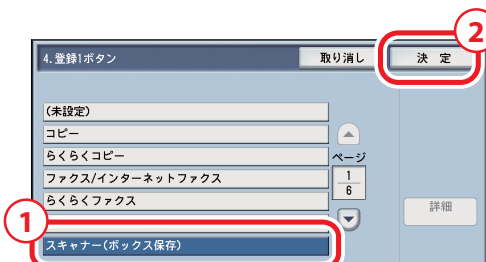 2
4.登録1ボタン
取り消し
決 定
(未設定)
コピー
らくらくコピー
ページ
ファクス/インターネットファクス
1
6
らくらくファクス
詳細
1
スキャナー(ボックス保存)